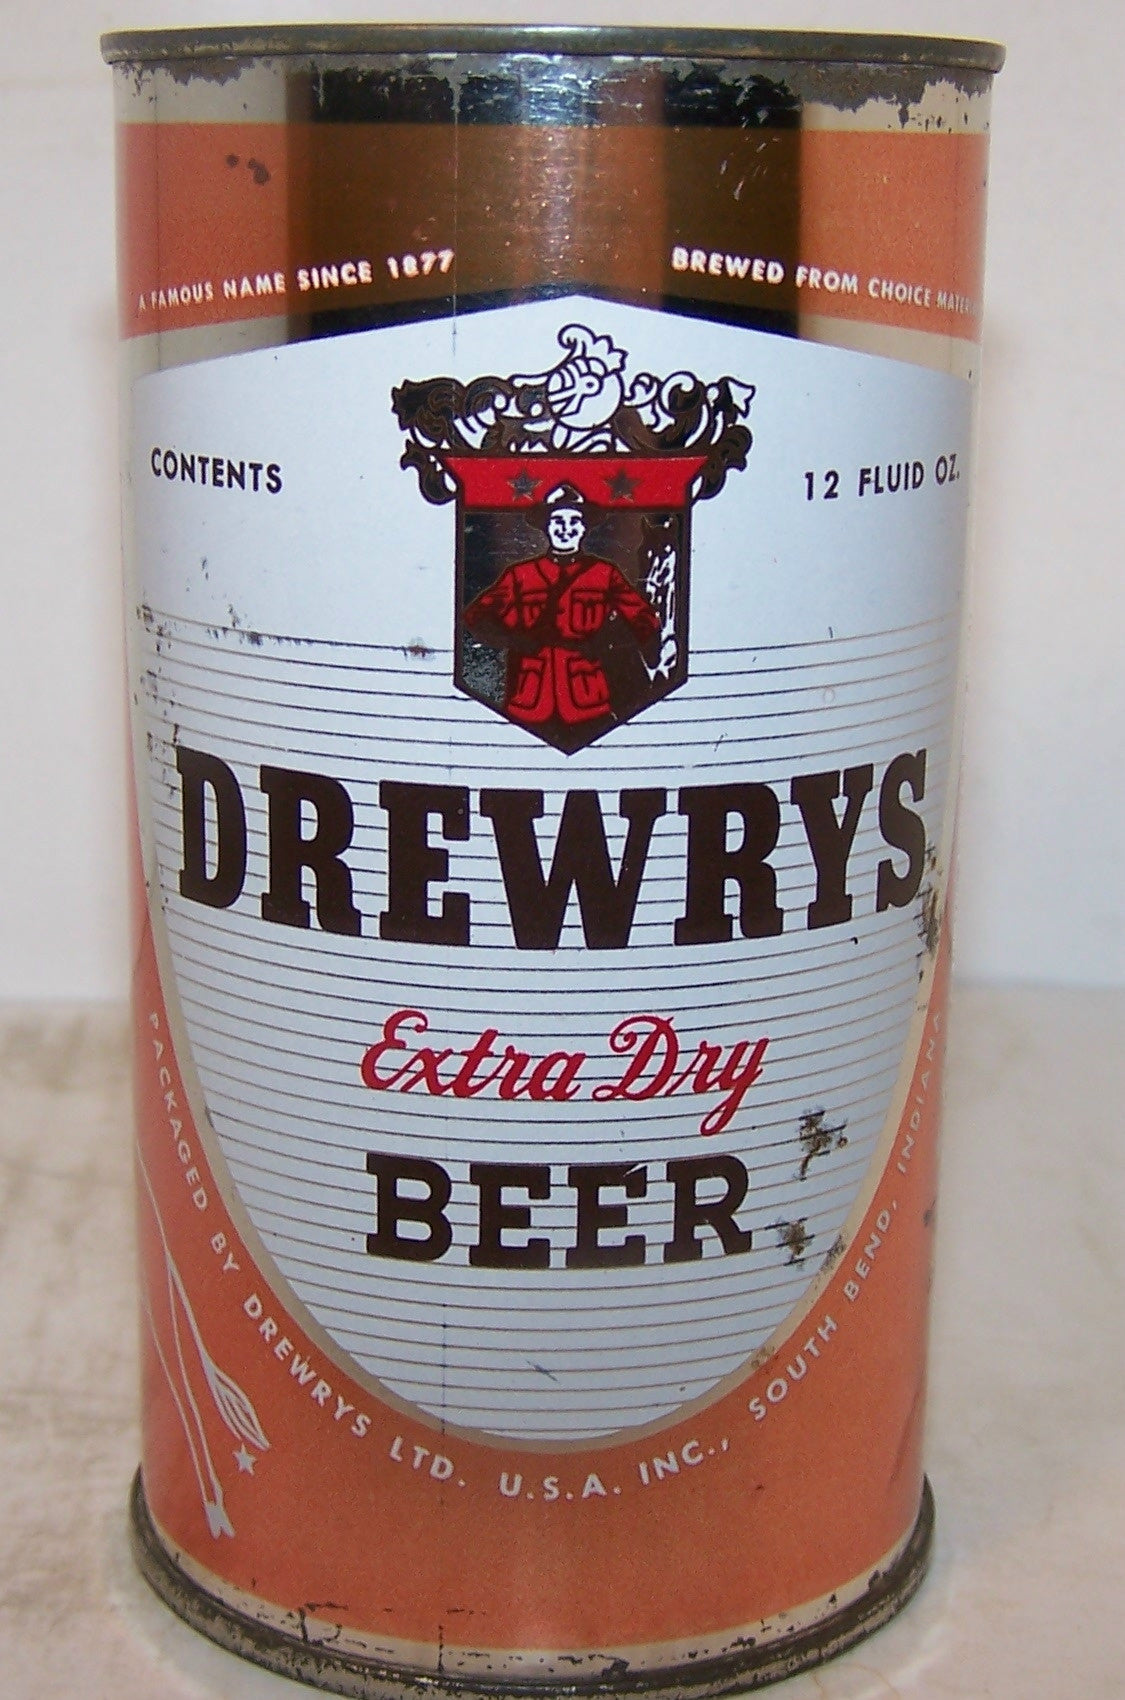 A FAMOUS NAME SINCE 1877
BREWED FROM CHOICE
CONTENTS
12 FLUID OZ.
DREWRYS
Extra Dry
BEER
PACKAGED BY DREWRYS LTD. U.S.A. INC., SOUTH BEND, INDIANA